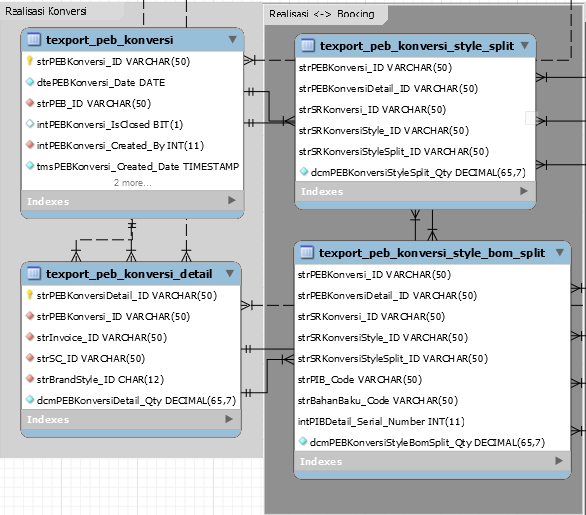 Realisasi Konversi
texport_peb_konversi
strPEBKonversi_ID VARCHAR(50)
dtePEBKonversi_Date DATE
strPEB_ID VARCHAR(50)
intPEBKonversi_IsClosed BIT(1)
intPEBKonversi_Created_By INT(11)
tmsPEBKonversi_Created_Date TIMESTAMP
2 more...
Indexes
texport_peb_konversi_detail
strPEBKonversiDetail_ID VARCHAR(50)
strPEBKonversi_ID VARCHAR(50)
strInvoice_ID VARCHAR(50)
strSC_ID VARCHAR(50)
strBrandStyle_ID CHAR(12)
dcmPEBKonversiDetail_Qty DECIMAL(65,7)
Indexes
Realisasi <-> Booking
texport_peb_konversi_style_split
strPEBKonversi_ID VARCHAR(50)
strPEBKonversiDetail_ID VARCHAR(50)
strSRKonversi_ID VARCHAR(50)
strSRKonversiStyle_ID VARCHAR(50)
strSRKonversiStyleSplit_ID VARCHAR(50)
dcmPEBKonversiStyleSplit_Qty DECIMAL(65,7)
Indexes
texport_peb_konversi_style_bom_split
strPEBKonversi_ID VARCHAR(50)
strPEBKonversiDetail_ID VARCHAR(50)
strSRKonversi_ID VARCHAR(50)
strSRKonversiStyle_ID VARCHAR(50)
strSRKonversiStyleSplit_ID VARCHAR(50)
strPIB_Code VARCHAR(50)
strBahanBaku_Code VARCHAR(50)
intPIBDetail_Serial_Number INT(11)
dcmPEBKonversiStyleBomSplit_Qty DECIMAL(65,7)
Indexes